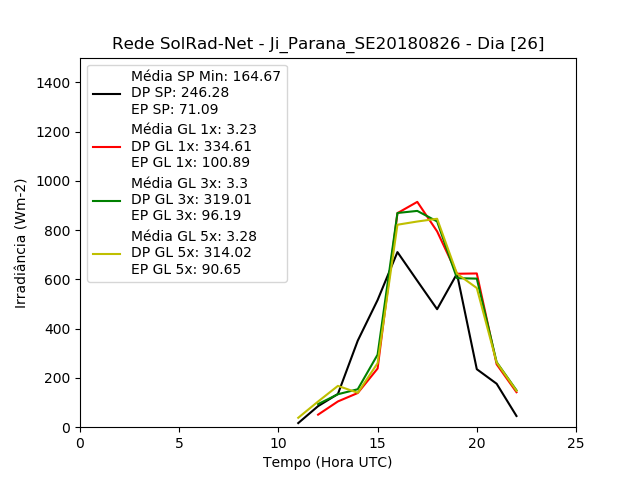 Rede SolRad-Net - Ji_Parana_SE20180826 - Dia [26]
Irradiância (Wm-2)
1400
1200
1000
800
600
400
200
0
Média SP Min: 164.67
DP SP: 246.28
EP SP: 71.09
Média GL 1x: 3.23
DP GL 1x: 334.61
EP GL 1x: 100.89
Média GL 3x: 3.3
DP GL 3x: 319.01
EP GL 3x: 96.19
Média GL 5x: 3.28
DP GL 5x: 314.02
EP GL 5x: 90.65
0 5 10 15 20 25
Tempo (Hora UTC)